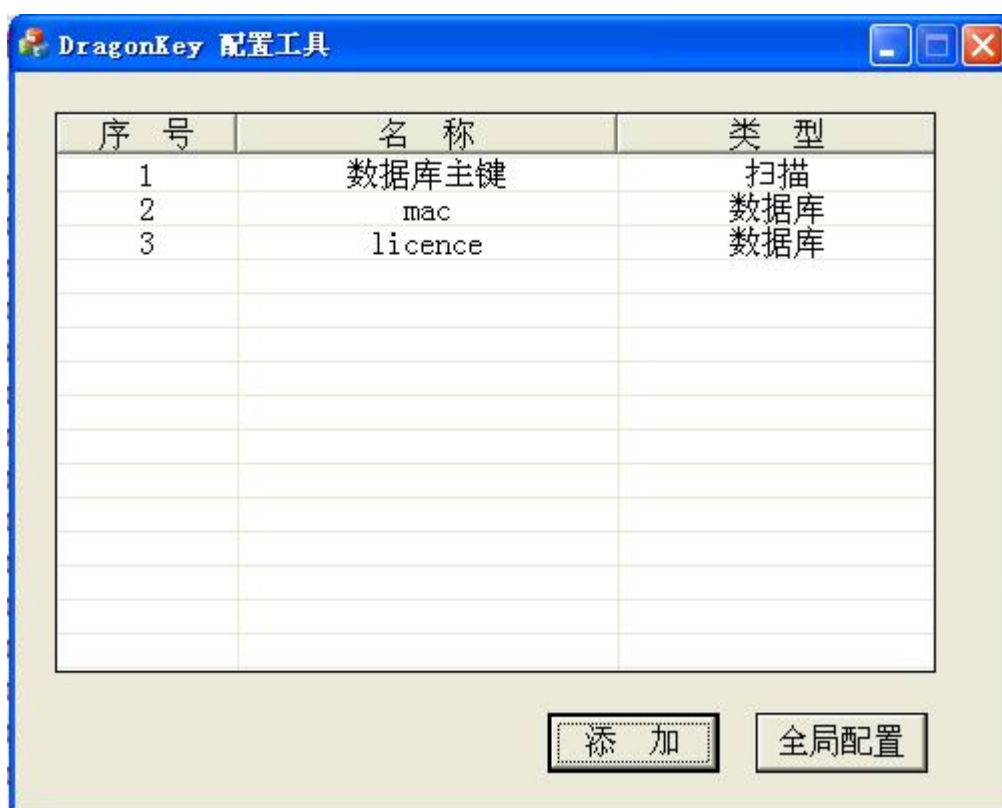 DragonKey 配置工具
序 号 名 称 类 型
1 数据库主键 扫描
2 mac 数据库
3 licence 数据库
添 加 全局配置